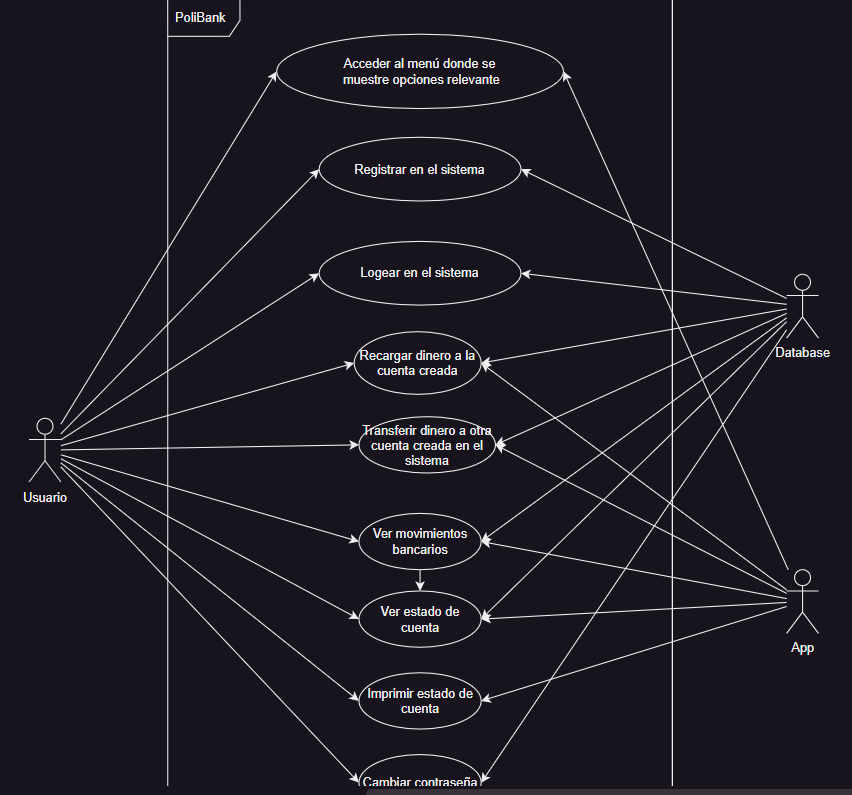 PoliBank
Acceder al menú donde se
muestre opciones relevante
Registrar en el sistema
Logear en el sistema
Recargar dinero a la
cuenta creada
Transferir dinero a otra
cuenta creada en el
sistema
Ver movimientos
bancarios
Ver estado de
cuenta
Imprimir estado de
cuenta
Cambiar contraseña
Usuario
Database
App